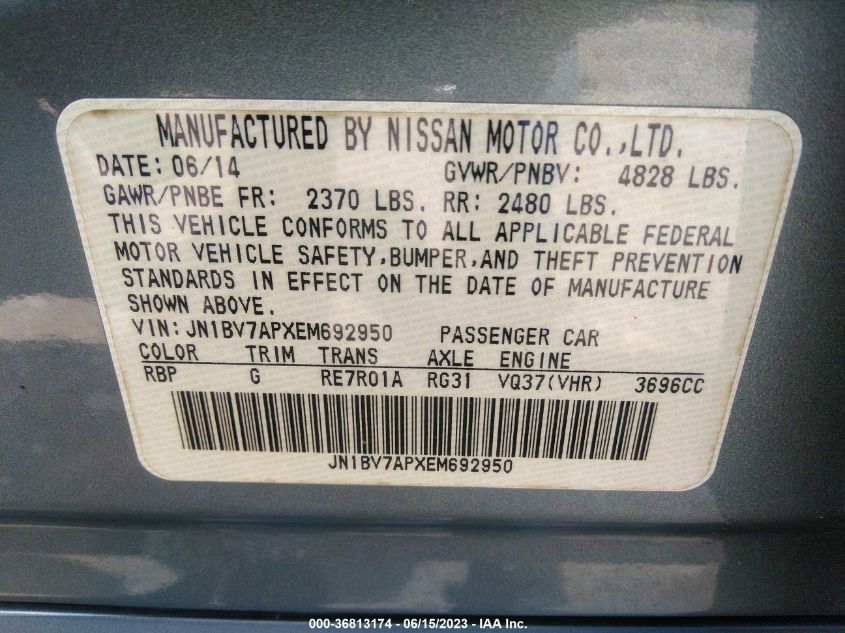 MANUFACTURED BY NISSAN MOTOR CO.,LTD.
DATE: 06/14 GVWR/PNBV: 4828 LBS.
GAWR/PNBE FR: 2370 LBS. RR: 2480 LBS.
THIS VEHICLE CONFORMS TO ALL APPLICABLE FEDERAL
MOTOR VEHICLE SAFETY,BUMPER,AND THEFT PREVENTION
STANDARDS IN EFFECT ON THE DATE OF MANUFACTURE
SHOWN ABOVE.
VIN: JN1BV7APXEM692950 PASSENGER CAR
COLOR TRIM TRANS AXLE ENGINE
RBP G RE7R01A RG31 VQ37(VHR) 3696CC
JN1BV7APXEM692950
000-36813174 - 06/15/2023 - IAA Inc.